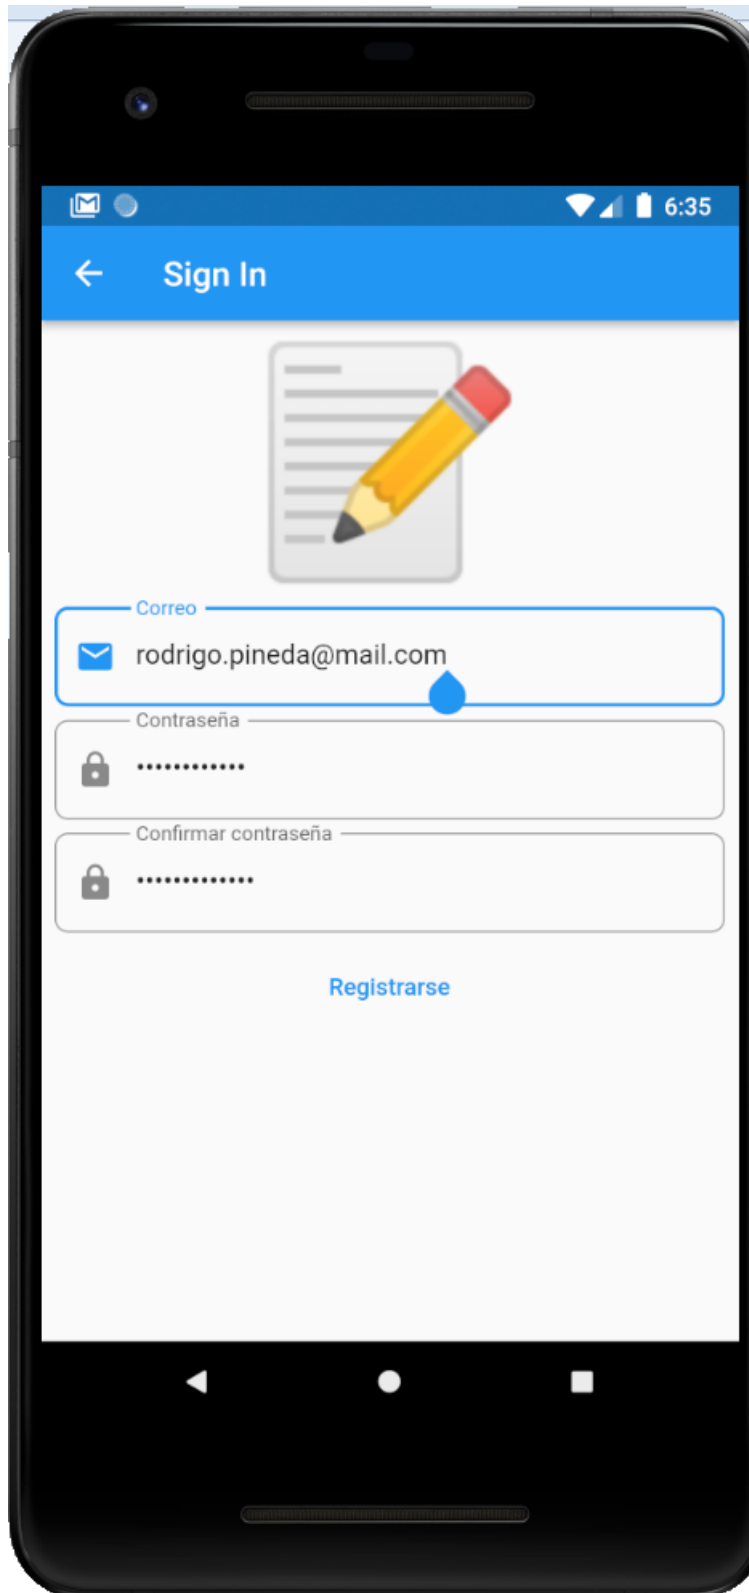 6:35
Sign In
Correo
rodrigo.pineda@mail.com
Contraseña
••••••••••••
Confirmar contraseña
•••••••••••••
Registrarse